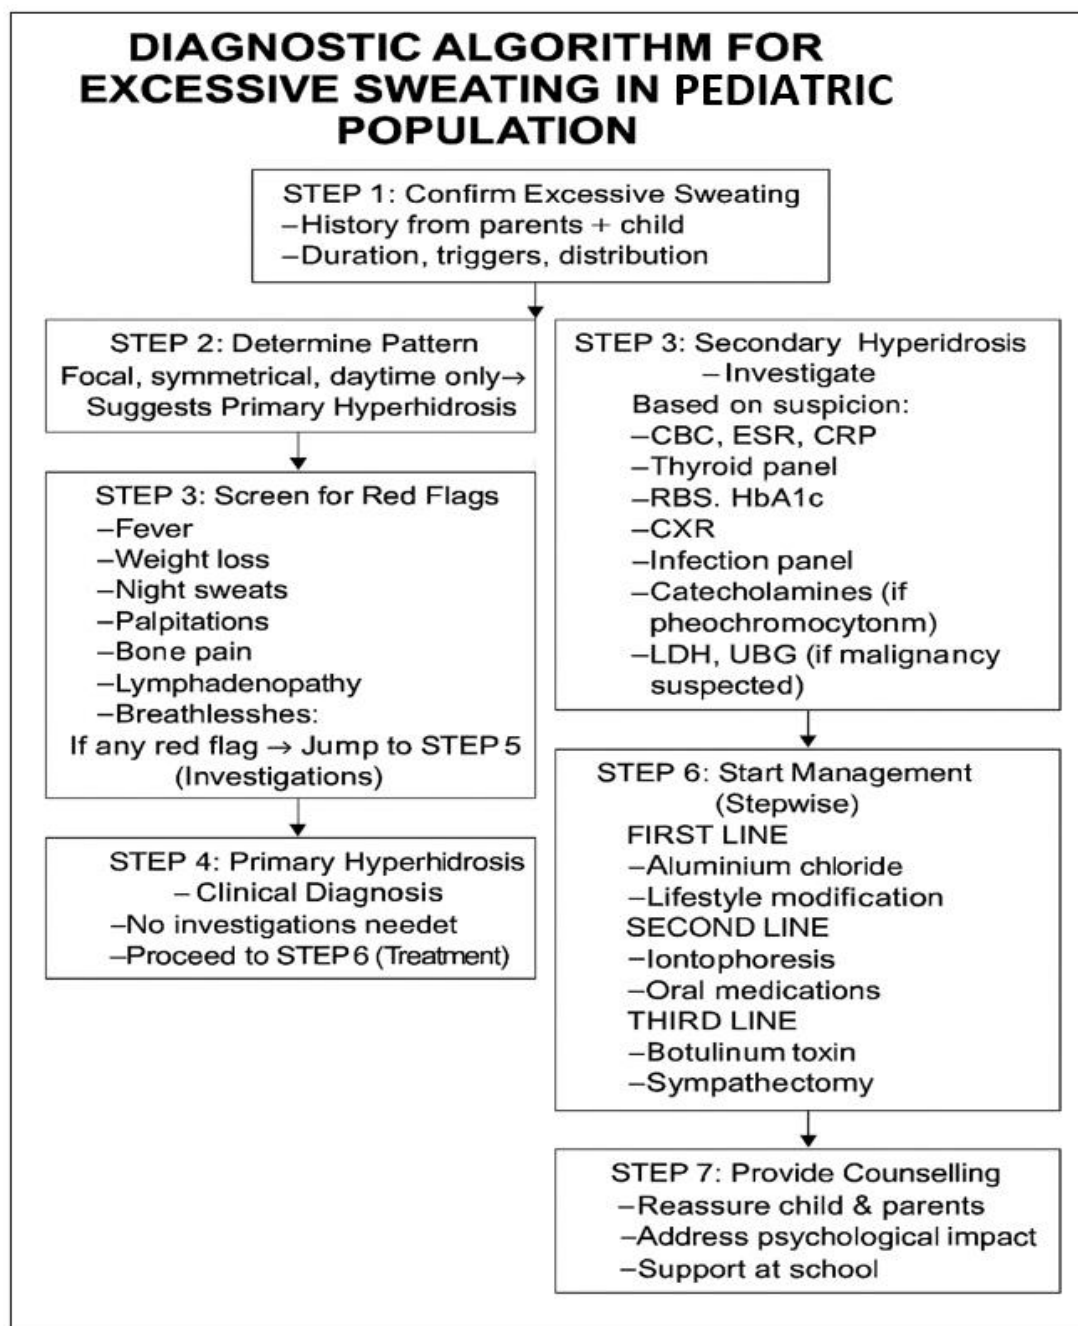 DIAGNOSTIC ALGORITHM FOR
EXCESSIVE SWEATING IN PEDIATRIC
POPULATION
STEP 1: Confirm Excessive Sweating
–History from parents + child
–Duration, triggers, distribution
STEP 2: Determine Pattern
Focal, symmetrical, daytime only→
Suggests Primary Hyperhidrosis
STEP 3: Screen for Red Flags
–Fever
–Weight loss
–Night sweats
–Palpitations
–Bone pain
–Lymphadenopathy
–Breathlesshes:
If any red flag → Jump to STEP 5
(Investigations)
STEP 4: Primary Hyperhidrosis
– Clinical Diagnosis
–No investigations needet
–Proceed to STEP 6 (Treatment)
STEP 3: Secondary Hyperidrosis
– Investigate
Based on suspicion:
–CBC, ESR, CRP
–Thyroid panel
–RBS. HbA1c
–CXR
–Infection panel
–Catecholamines (if
pheochromocytonm)
–LDH, UBG (if malignancy
suspected)
STEP 6: Start Management
(Stepwise)
FIRST LINE
–Aluminium chloride
–Lifestyle modification
SECOND LINE
–Iontophoresis
–Oral medications
THIRD LINE
–Botulinum toxin
–Sympathectomy
STEP 7: Provide Counselling
–Reassure child & parents
–Address psychological impact
–Support at school